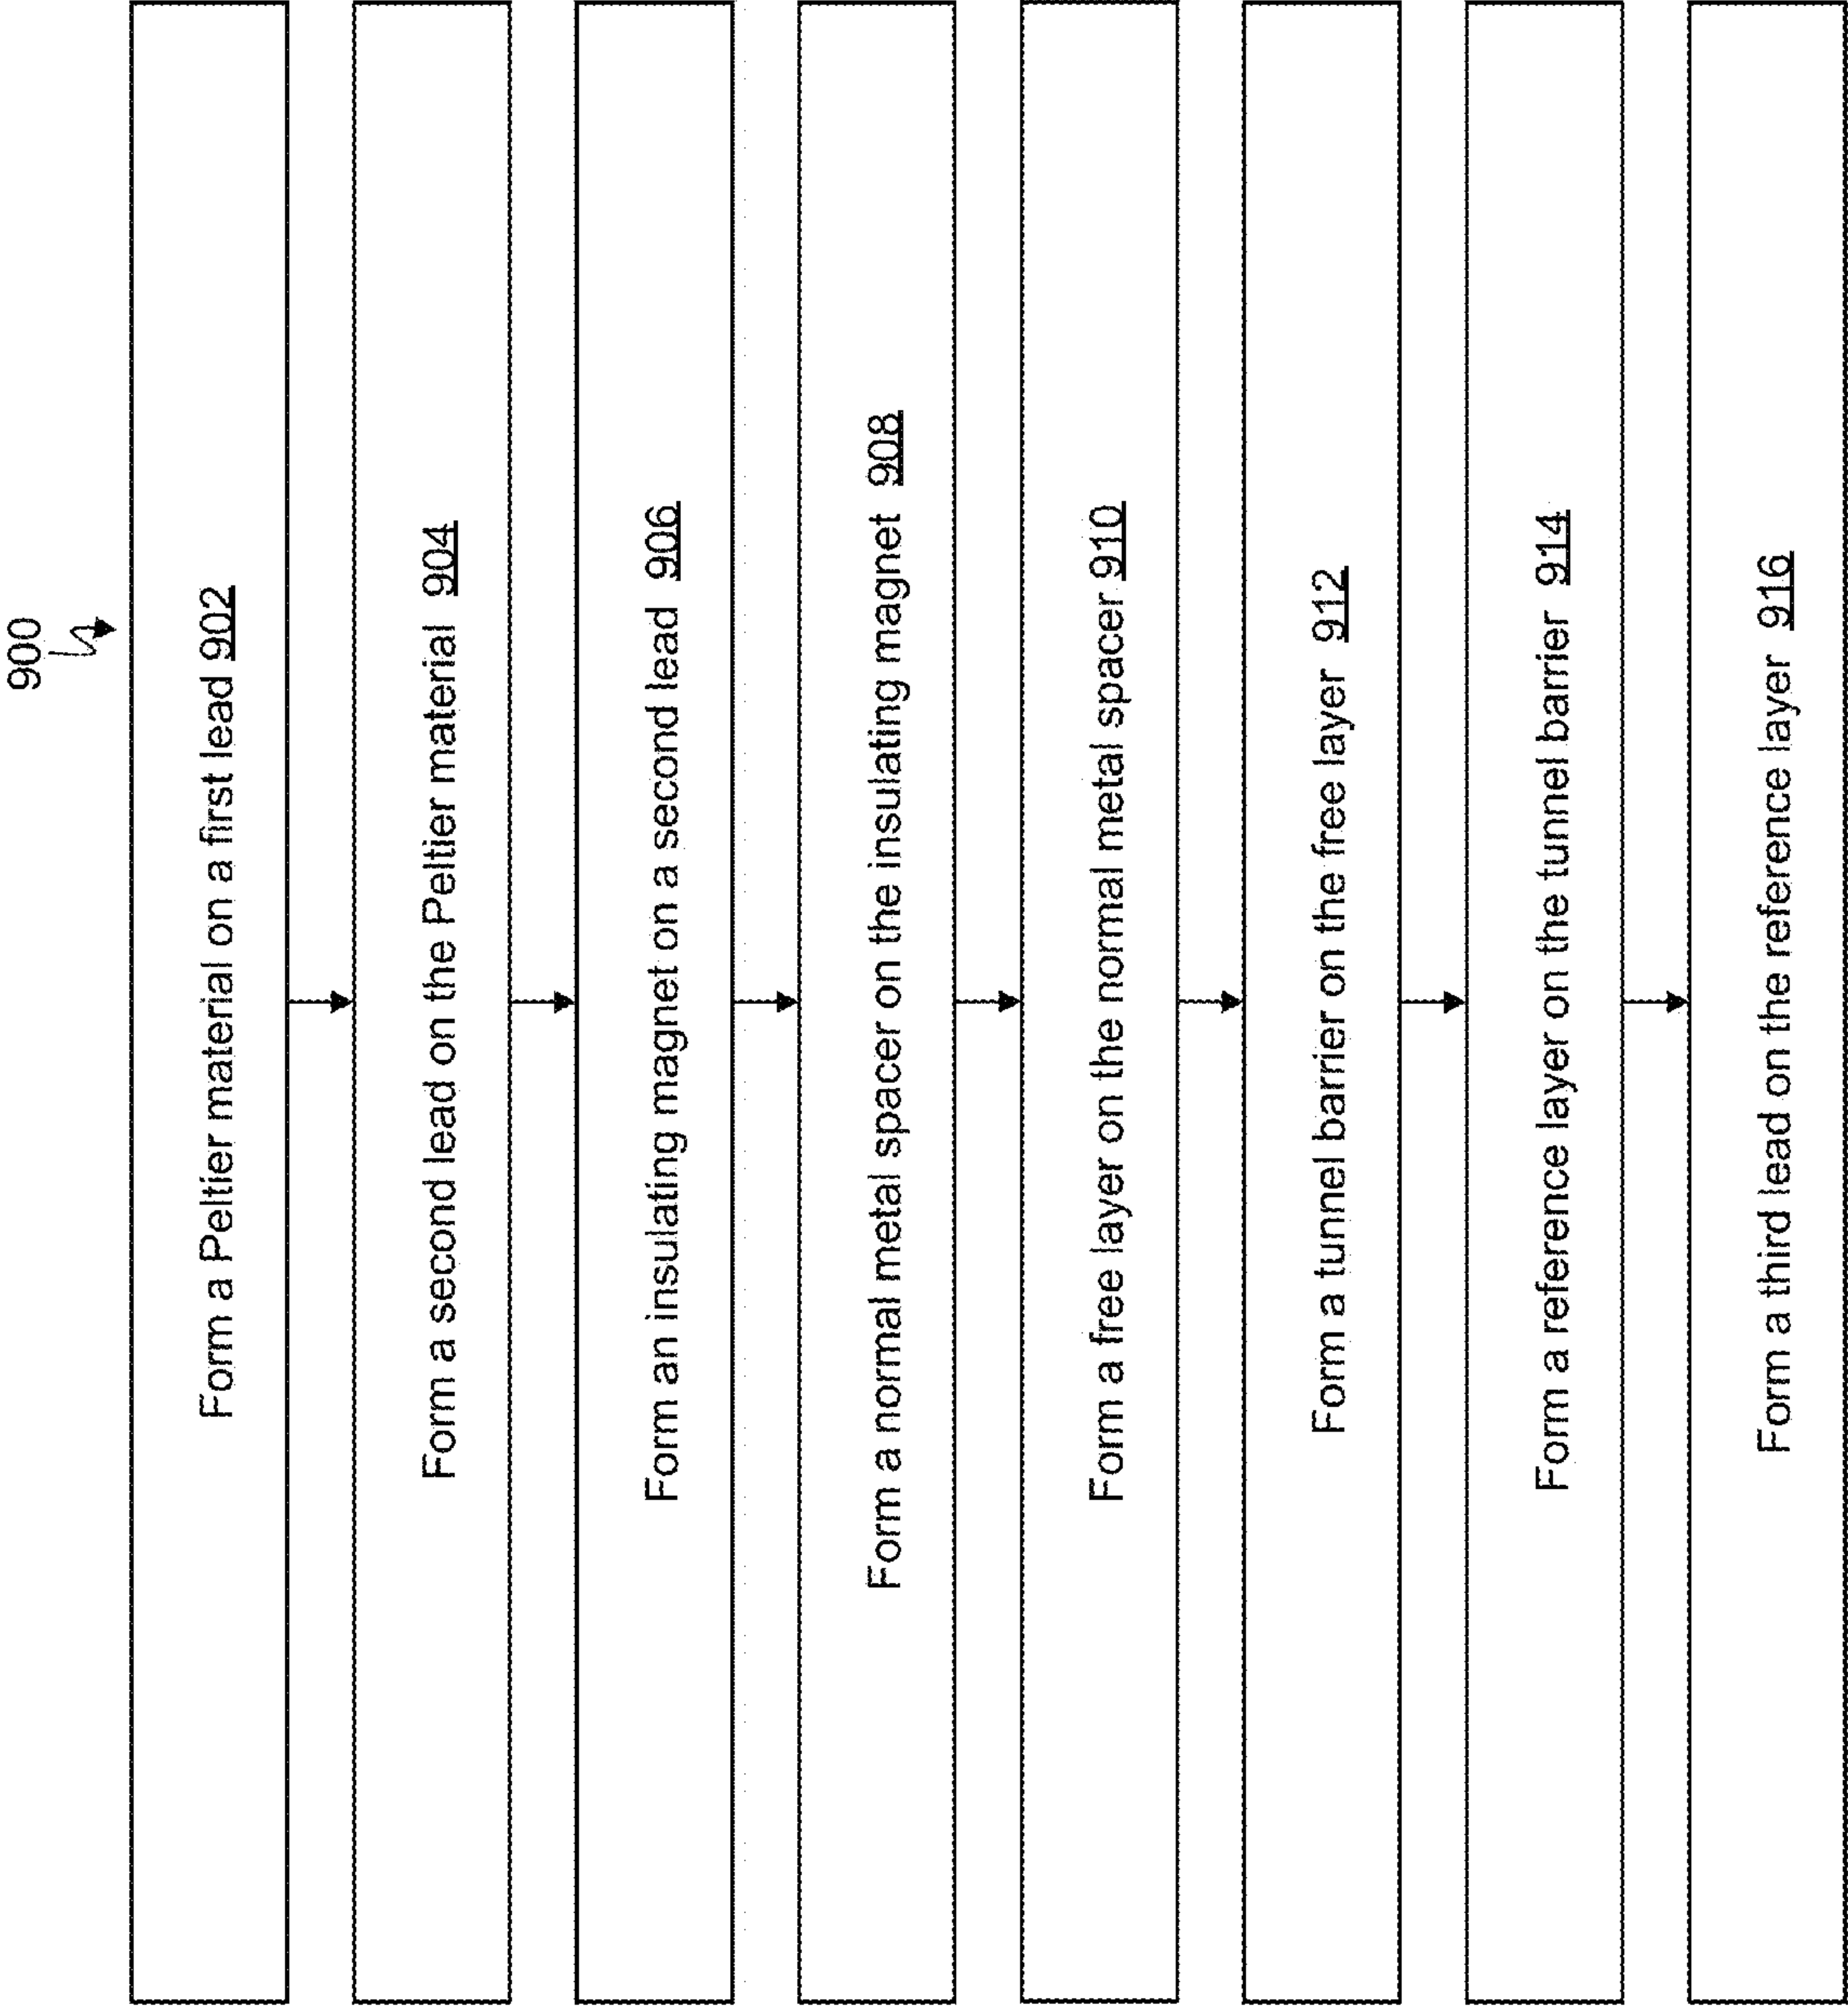 900
Form a Peltier material on a first lead 902
Form a second lead on the Peltier material 904
Form an insulating magnet on a second lead 906
Form a normal metal spacer on the insulating magnet 908
Form a free layer on the normal metal spacer 910
Form a tunnel barrier on the free layer 912
Form a reference layer on the tunnel barrier 914
Form a third lead on the reference layer 916